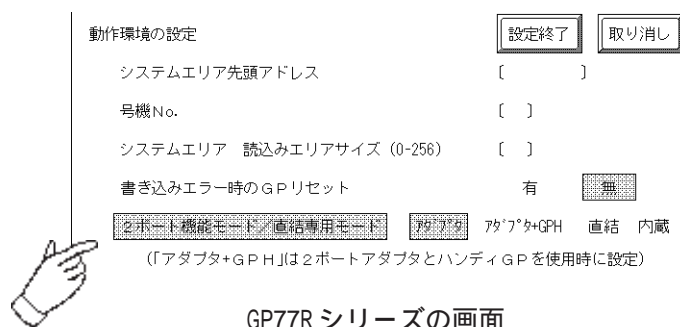 動作環境の設定 設定終了 取り消し
システムエリア先頭アドレス [ ]
号機No. [ ]
システムエリア 読込みエリアサイズ (0-256) [ ]
書き込みエラー時のGPリセット 有 無
2ポート機能モード/直結専用モード ｱﾀﾞﾌﾟﾀ ｱﾀﾞﾌﾟﾀ+GPH 直結 内蔵
(「アダプタ+GPH」は2ポートアダプタとハンディGPを使用時に設定)
GP77Rシリーズの画面